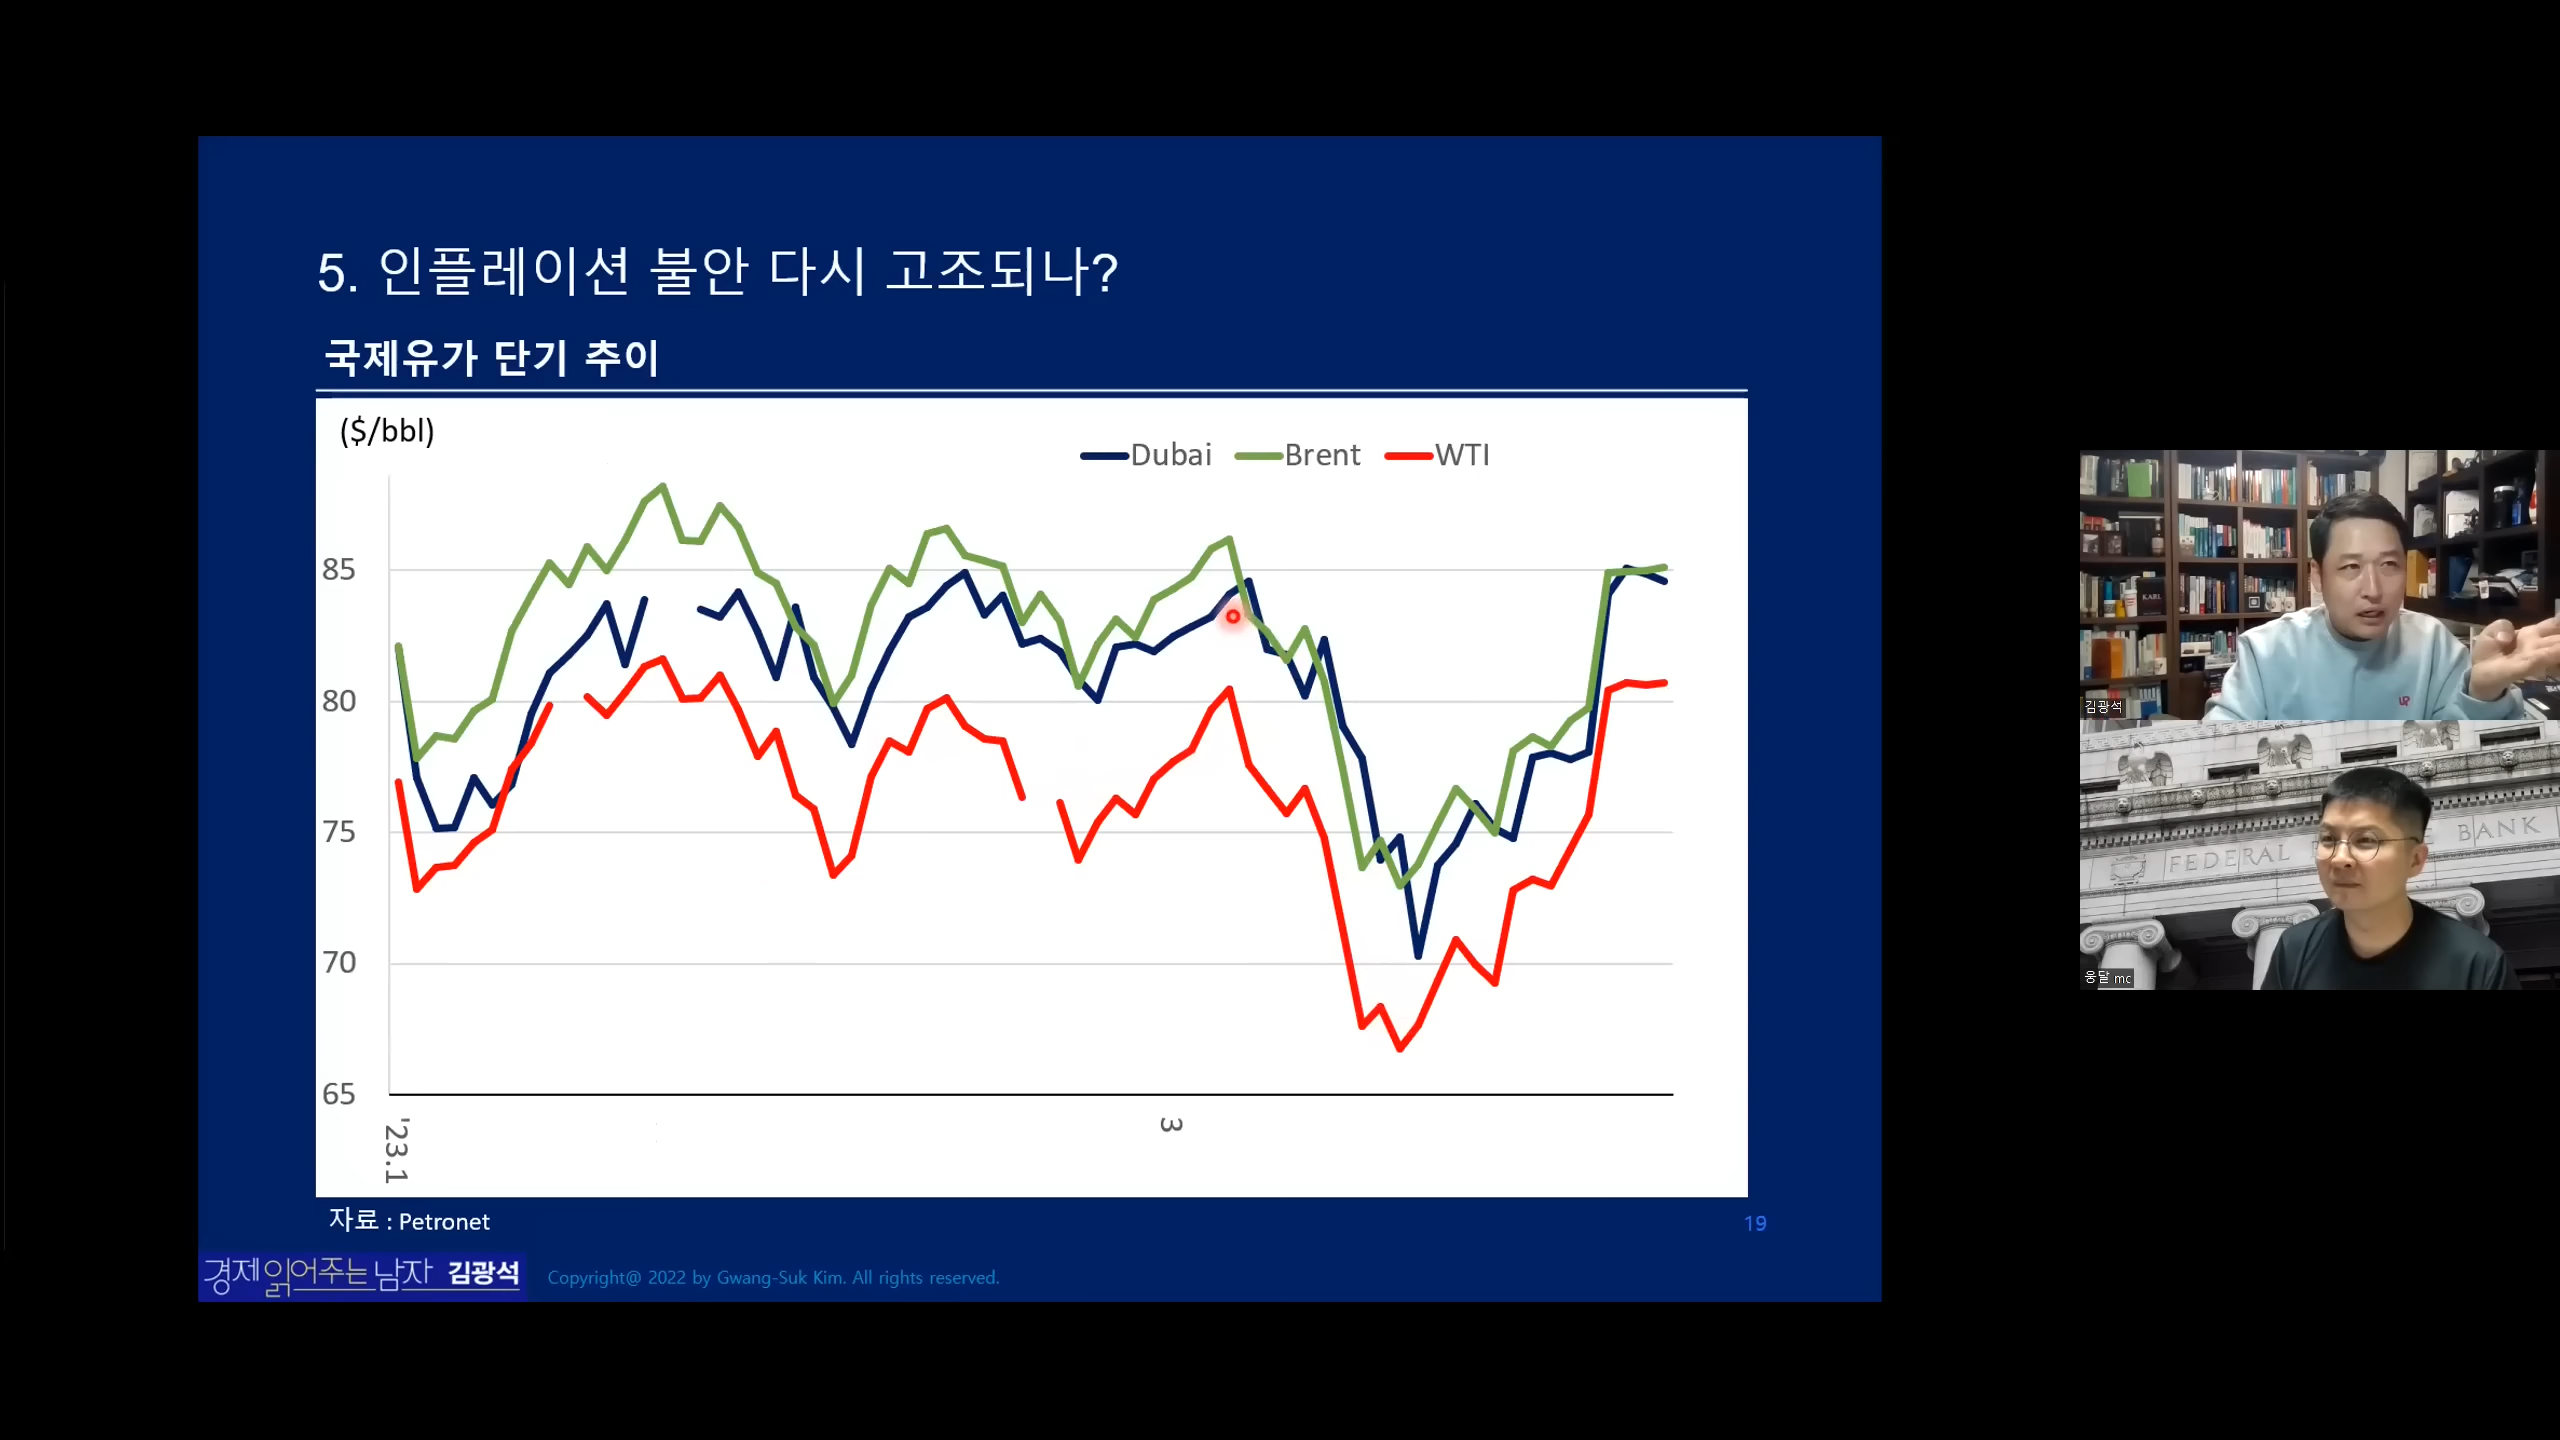 5. 인플레이션 불안 다시 고조되나?
국제유가 단기 추이
($/bbl)
Dubai Brent WTI
85
80
75
70
65
'23.1
3
자료 : Petronet
19
경제 읽어주는 남자 김광석
Copyright@ 2022 by Gwang-Suk Kim. All rights reserved.
KARL
UP
김광석
FEDERAL
BANK
웅달 mc